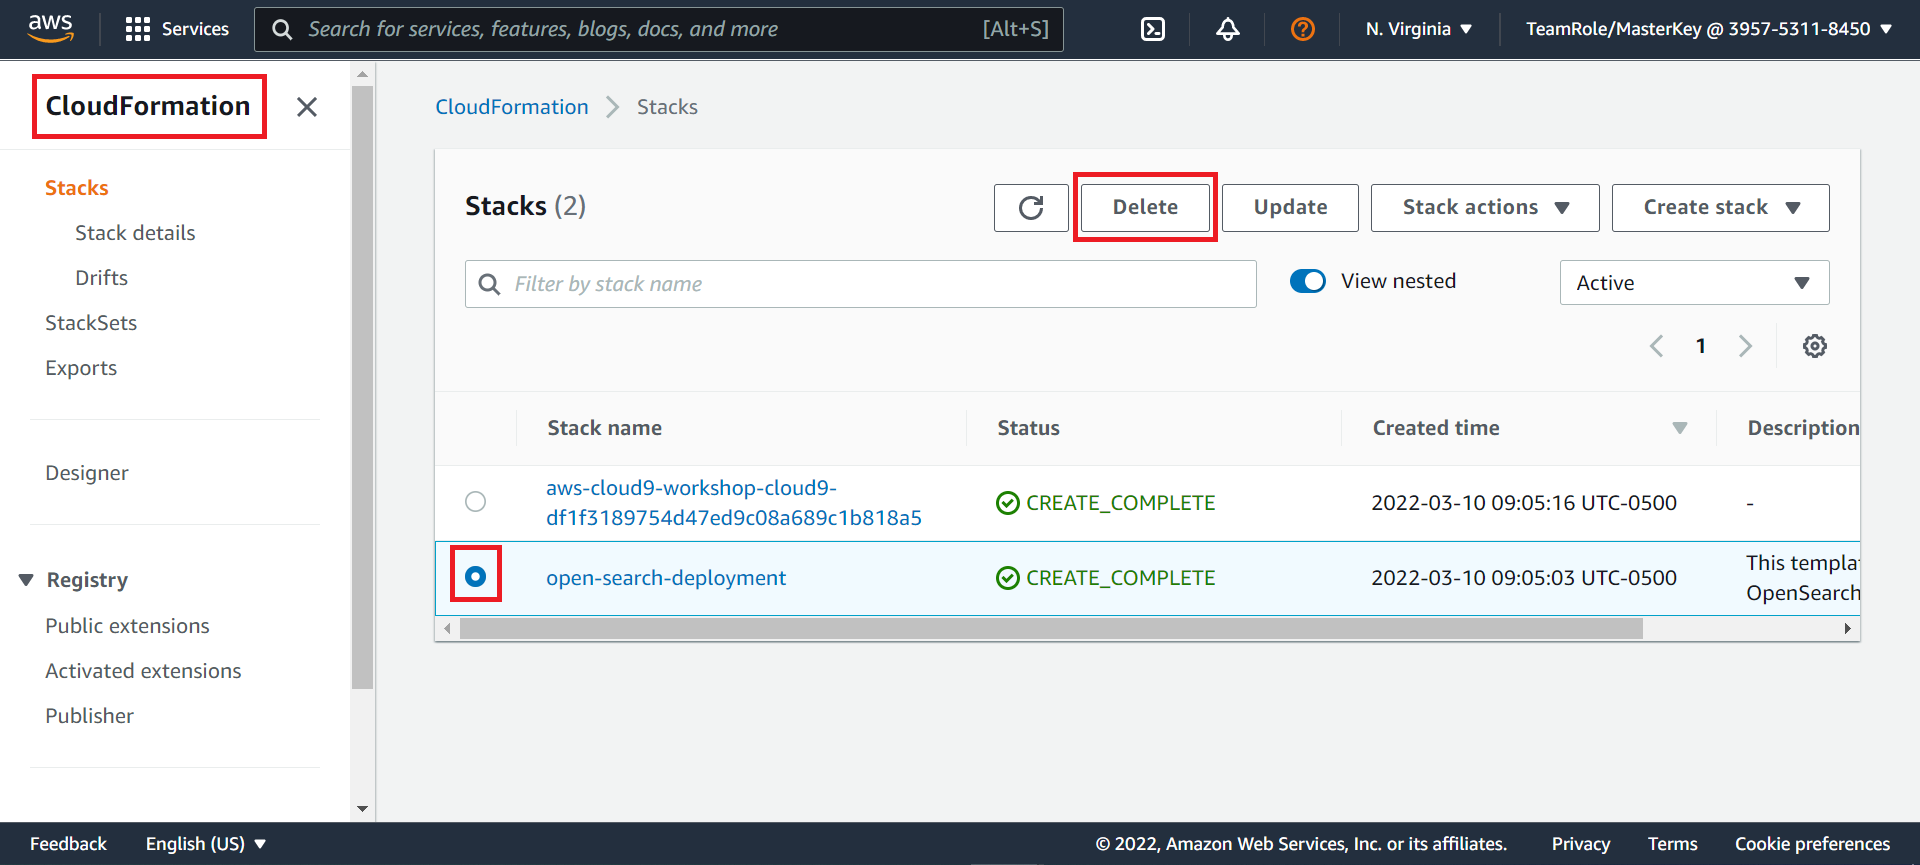 aws
Services
Search for services, features, blogs, docs, and more
[Alt+S]
N. Virginia
TeamRole/MasterKey @ 3957-5311-8450
CloudFormation
Stacks
Stack details
Drifts
StackSets
Exports
Designer
Registry
Public extensions
Activated extensions
Publisher
CloudFormation
Stacks
Stacks (2)
Delete
Update
Stack actions
Create stack
Filter by stack name
View nested
Active
1
Stack name
Status
Created time
Description
aws-cloud9-workshop-cloud9-
df1f3189754d47ed9c08a689c1b818a5
CREATE_COMPLETE
2022-03-10 09:05:16 UTC-0500
-
open-search-deployment
CREATE_COMPLETE
2022-03-10 09:05:03 UTC-0500
This templa
OpenSearch
Feedback
English (US)
© 2022, Amazon Web Services, Inc. or its affiliates.
Privacy
Terms
Cookie preferences